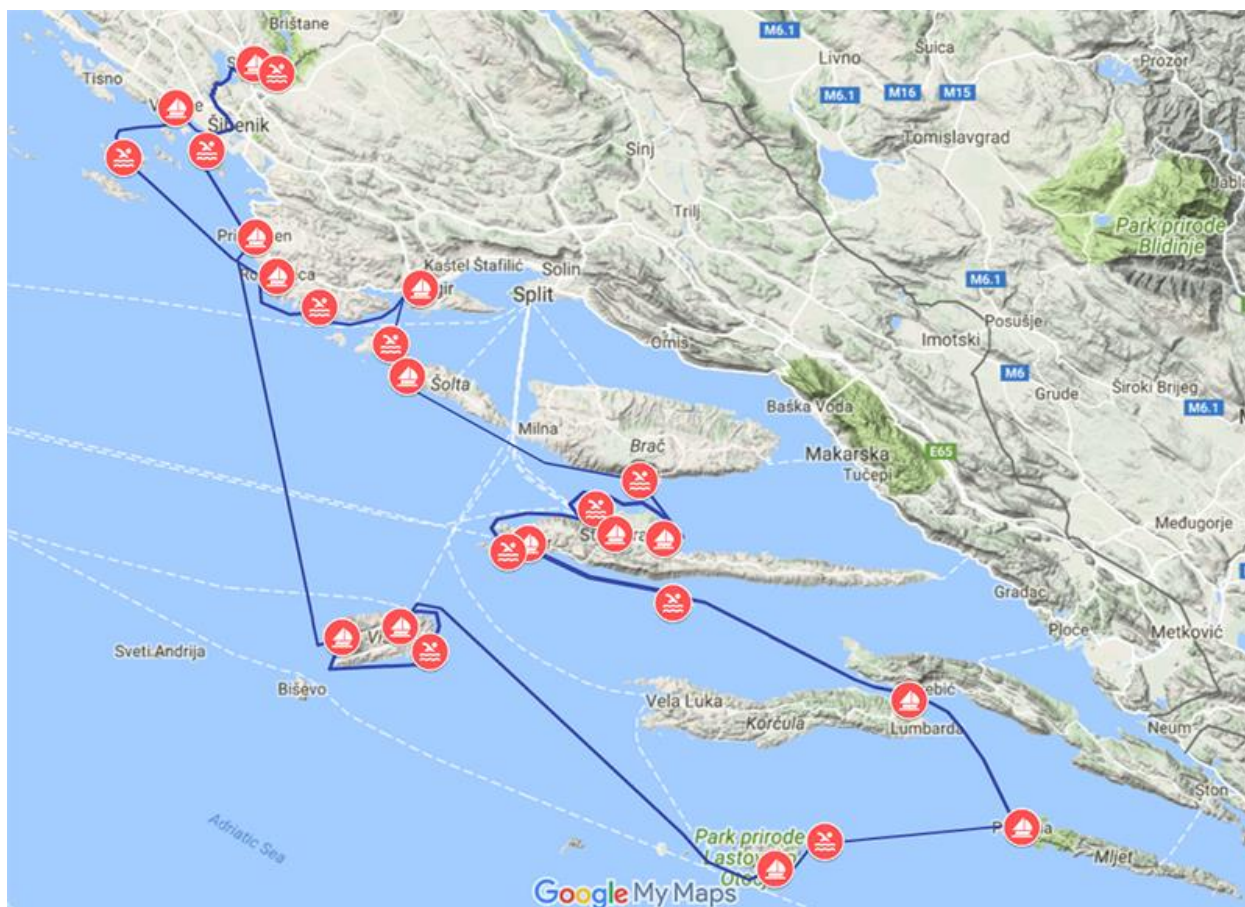 Brištane
Tisno
Šibenik
M6.1
Livno
Šuica
Prozor
M6.1
M16
M15
Tomislavgrad
Sinj
Trilj
Park prirode
Blidinje
Kaštel Štafilić
Solin
Split
M6.1
Posušje
Imotski
Omiš
M6
Široki Brijeg
Grude
M6.1
Šolta
Baška Voda
Milna
Brač
Makarska
E65
Tučepi
Međugorje
Gradac
Ploče
Metković
Sveti Andrija
Biševo
Vela Luka
Korčula
Lumbarda
Neum
Ston
Adriatic Sea
Park prirode
Mljet
Google My Maps